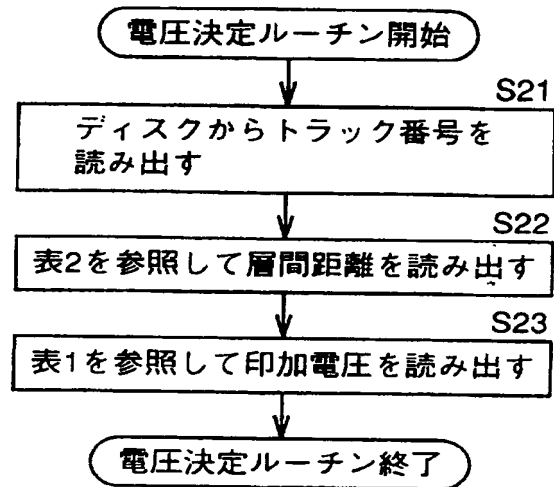 電圧決定ルーチン開始
S21
ディスクからトラック番号を
読み出す
S22
表2を参照して層間距離を読み出す
S23
表1を参照して印加電圧を読み出す
電圧決定ルーチン終了